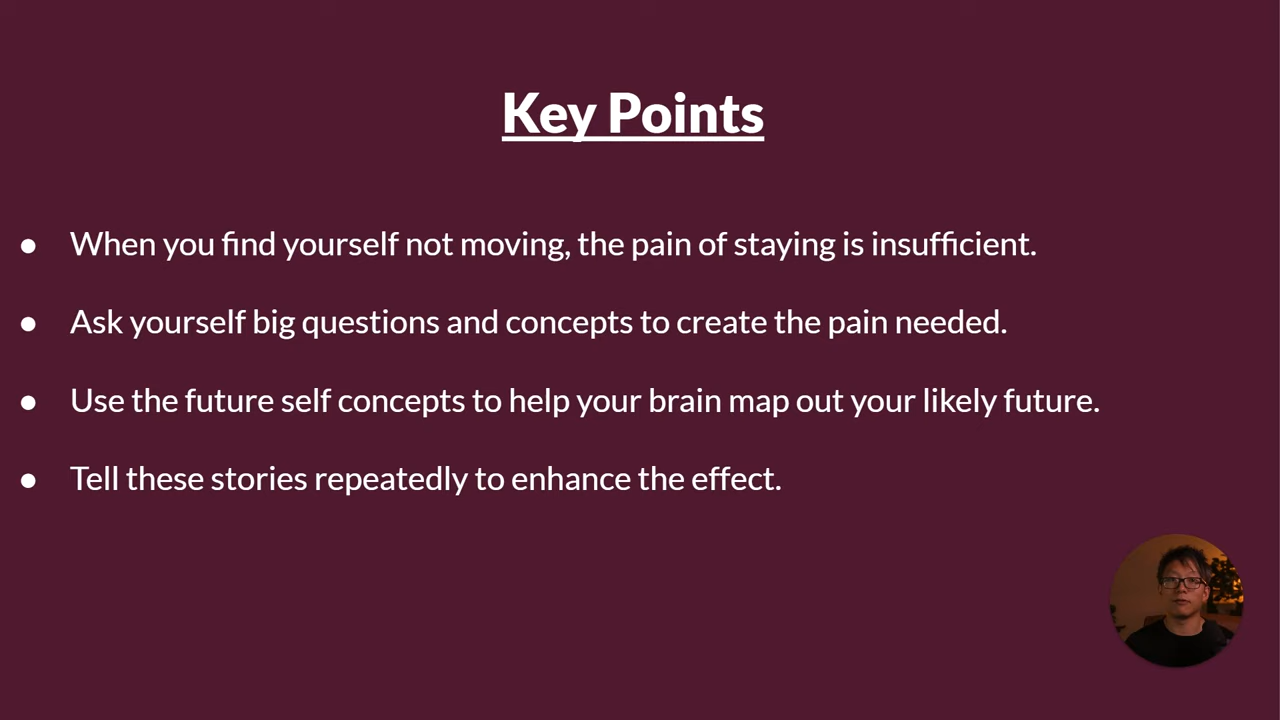 Key Points
● When you find yourself not moving, the pain of staying is insufficient.
● Ask yourself big questions and concepts to create the pain needed.
● Use the future self concepts to help your brain map out your likely future.
● Tell these stories repeatedly to enhance the effect.